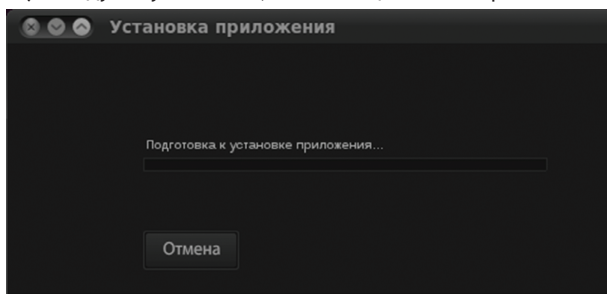 Установка приложения
Подготовка к установке приложения...
Отмена